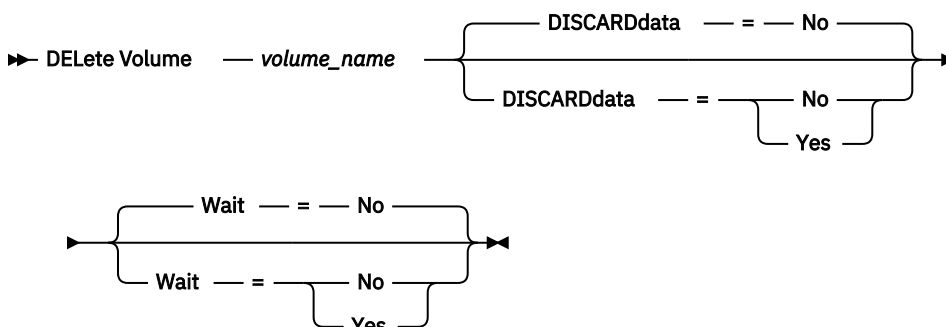 DISCARDdata = No
DELete Volume volume_name
DISCARDdata = No
Yes
Wait = No
Wait = No
Yes